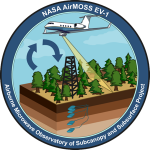 NASA AirMOSS EV-1
Airborne Microwave Observatory of Subcanopy and Subsurface Project